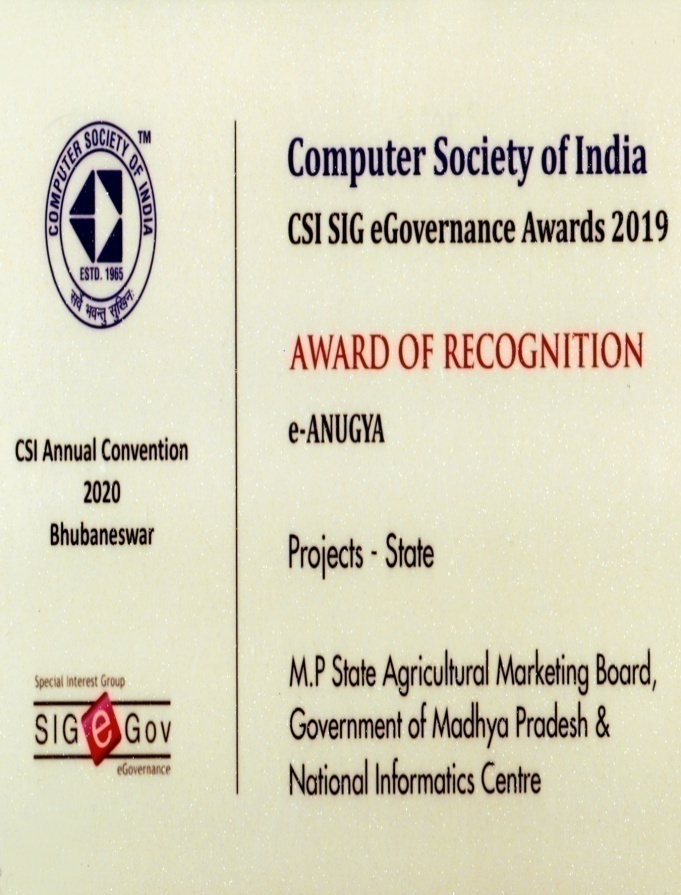 COMPUTER SOCIETY OF INDIA
TM
ESTD. 1965
सर्वे भवन्तु सुखिनः
CSI Annual Convention
2020
Bhubaneswar
Special Interest Group
SIG e Gov
eGovernance
Computer Society of India
CSI SIG eGovernance Awards 2019
AWARD OF RECOGNITION
e-ANUGYA
Projects - State
M.P State Agricultural Marketing Board,
Government of Madhya Pradesh &
National Informatics Centre